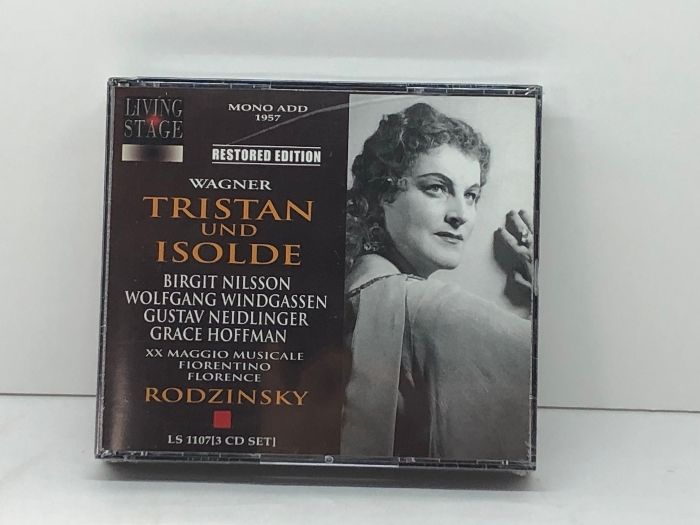 LIVING
STAGE
MONO ADD
1957
RESTORED EDITION
WAGNER
TRISTAN
UND
ISOLDE
BIRGIT NILSSON
WOLFGANG WINDGASSEN
GUSTAV NEIDLINGER
GRACE HOFFMAN
XX MAGGIO MUSICALE
FIORENTINO
FLORENCE
RODZINSKY
LS 1107[3 CD SET]